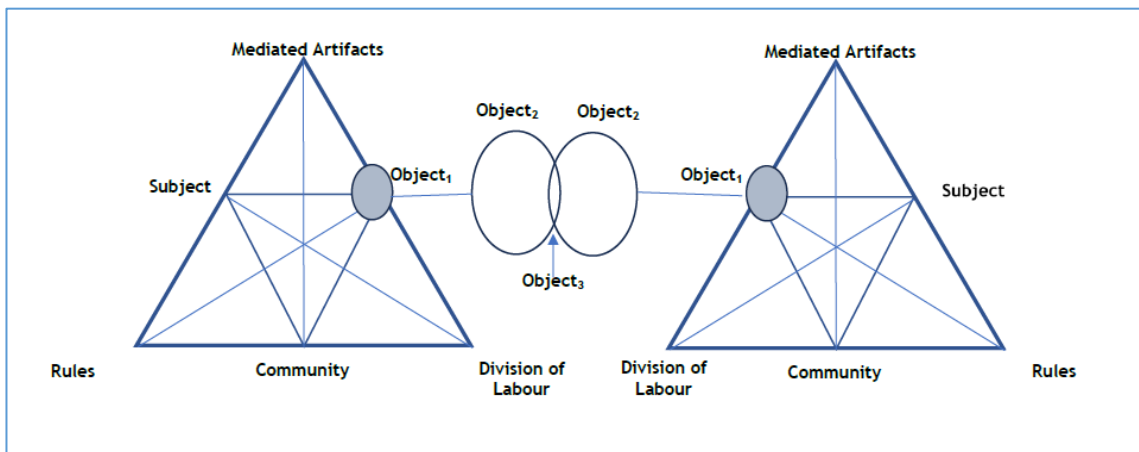 Mediated Artifacts
Mediated Artifacts
Object₂
Object₂
Subject
Object₁
Object₁
Subject
Object₃
Rules
Community
Division of
Labour
Division of
Labour
Community
Rules